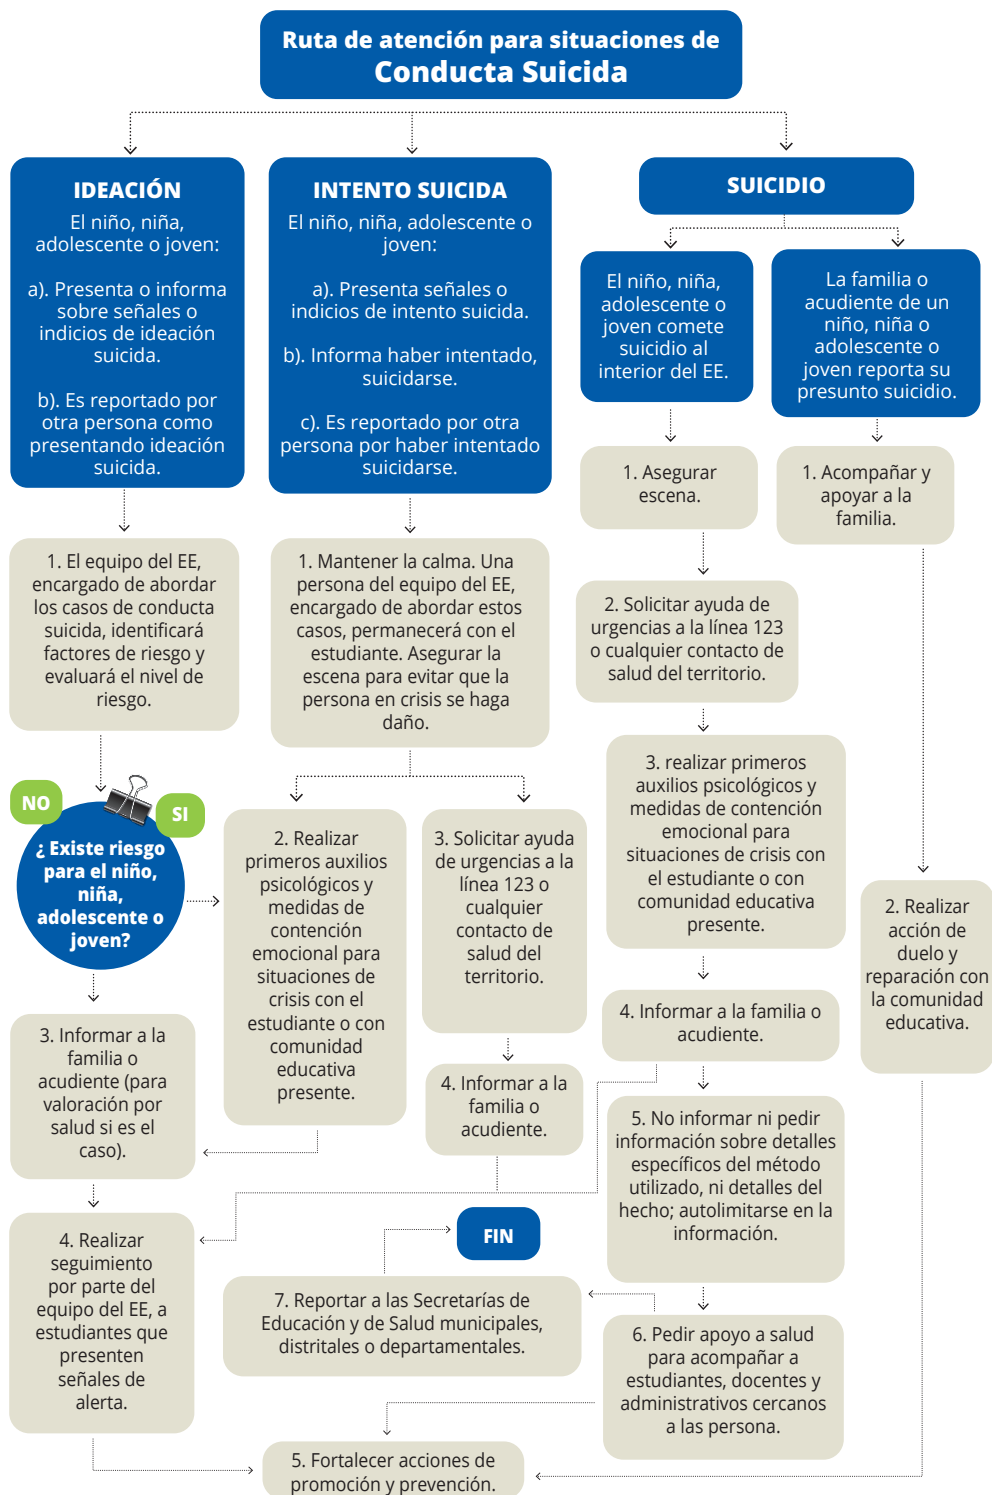 Ruta de atención para situaciones de
Conducta Suicida
IDEACIÓN
El niño, niña,
adolescente o joven:
a). Presenta o informa
sobre señales o
indicios de ideación
suicida.
b). Es reportado por
otra persona como
presentando ideación
suicida.
INTENTO SUICIDA
El niño, niña, adolescente o
joven:
a). Presenta señales o
indicios de intento suicida.
b). Informa haber intentado,
suicidarse.
c). Es reportado por otra
persona por haber intentado
suicidarse.
SUICIDIO
El niño, niña,
adolescente o
joven comete
suicidio al
interior del EE.
La familia o
acudiente de un
niño, niña o
adolescente o
joven reporta su
presunto suicidio.
1. El equipo del EE,
encargado de abordar
los casos de conducta
suicida, identificará
factores de riesgo y
evaluará el nivel de
riesgo.
1. Mantener la calma. Una
persona del equipo del EE,
encargado de abordar estos
casos, permanecerá con el
estudiante. Asegurar la
escena para evitar que la
persona en crisis se haga
daño.
1. Asegurar
escena.
1. Acompañar y
apoyar a la
familia.
2. Solicitar ayuda de
urgencias a la línea 123
o cualquier contacto de
salud del territorio.
NO
SI
¿ Existe riesgo
para el niño,
niña,
adolescente o
joven?
2. Realizar
primeros auxilios
psicológicos y
medidas de
contención
emocional para
situaciones de
crisis con el
estudiante o con
comunidad
educativa
presente.
3. Solicitar ayuda
de urgencias a la
línea 123 o
cualquier
contacto de
salud del
territorio.
3. realizar primeros
auxilios psicológicos y
medidas de contención
emocional para
situaciones de crisis con
el estudiante o con
comunidad educativa
presente.
2. Realizar
acción de
duelo y
reparación con
la comunidad
educativa.
3. Informar a la
familia o
acudiente (para
valoración por
salud si es el
caso).
4. Informar a la
familia o
acudiente.
4. Informar a la familia o
acudiente.
5. No informar ni pedir
información sobre detalles
específicos del método
utilizado, ni detalles del
hecho; autolimitarse en la
información.
4. Realizar
seguimiento
por parte del
equipo del EE, a
estudiantes que
presenten
señales de
alerta.
FIN
7. Reportar a las Secretarías de
Educación y de Salud municipales,
distritales o departamentales.
6. Pedir apoyo a salud
para acompañar a
estudiantes, docentes y
administrativos cercanos
a las persona.
5. Fortalecer acciones de
promoción y prevención.